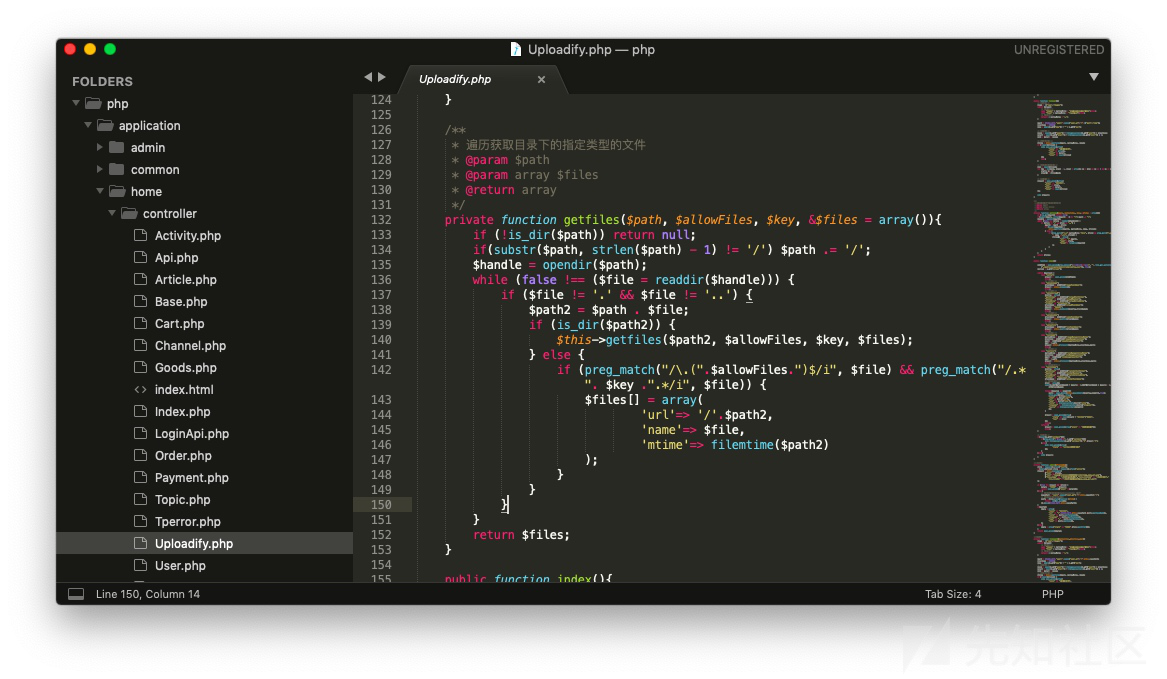 Uploadify.php — php
UNREGISTERED
FOLDERS
php
application
admin
common
home
controller
Activity.php
Api.php
Article.php
Base.php
Cart.php
Channel.php
Goods.php
index.html
Index.php
LoginApi.php
Order.php
Payment.php
Topic.php
Tperror.php
Uploadify.php
User.php
Uploadify.php
124 }
125
126 /**
127 * 遍历获取目录下的指定类型的文件
128 * @param $path
129 * @param array $files
130 * @return array
131 */
132 private function getfiles($path, $allowFiles, $key, &$files = array()){
133 if (!is_dir($path)) return null;
134 if(substr($path, strlen($path) - 1) != '/') $path .= '/';
135 $handle = opendir($path);
136 while (false !== ($file = readdir($handle))) {
137 if ($file != '.' && $file != '..') {
138 $path2 = $path . $file;
139 if (is_dir($path2)) {
140 $this->getfiles($path2, $allowFiles, $key, $files);
141 } else {
142 if (preg_match("/\.(".$allowFiles.")$/i", $file) && preg_match("/.*
". $key .".*/i", $file)) {
143 $files[] = array(
144 'url'=> '/'.$path2,
145 'name'=> $file,
146 'mtime'=> filemtime($path2)
147 );
148 }
149 }
150 }
151 }
152 return $files;
153 }
154
155 public function index(){
Line 150, Column 14
Tab Size: 4
PHP
先知社区